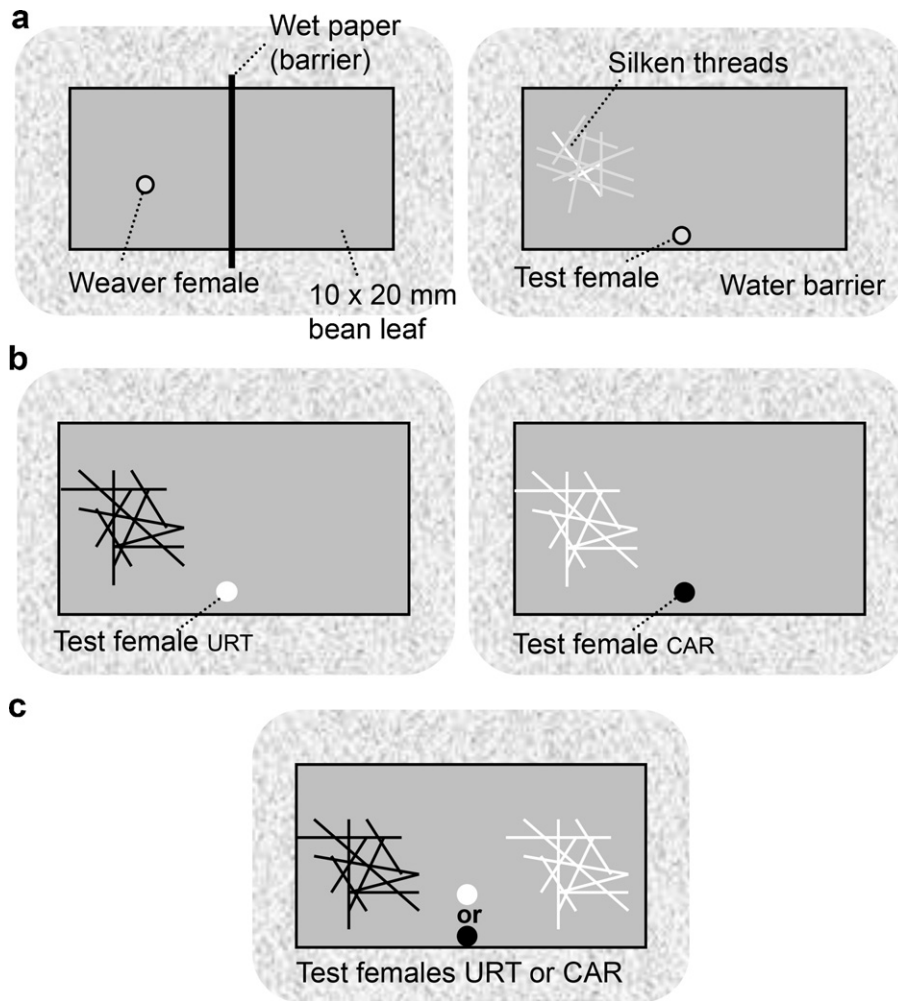 a
Wet paper
(barrier)
Weaver female
10 x 20 mm
bean leaf
Silken threads
Test female
Water barrier
b
Test female URT
Test female CAR
c
or
Test females URT or CAR